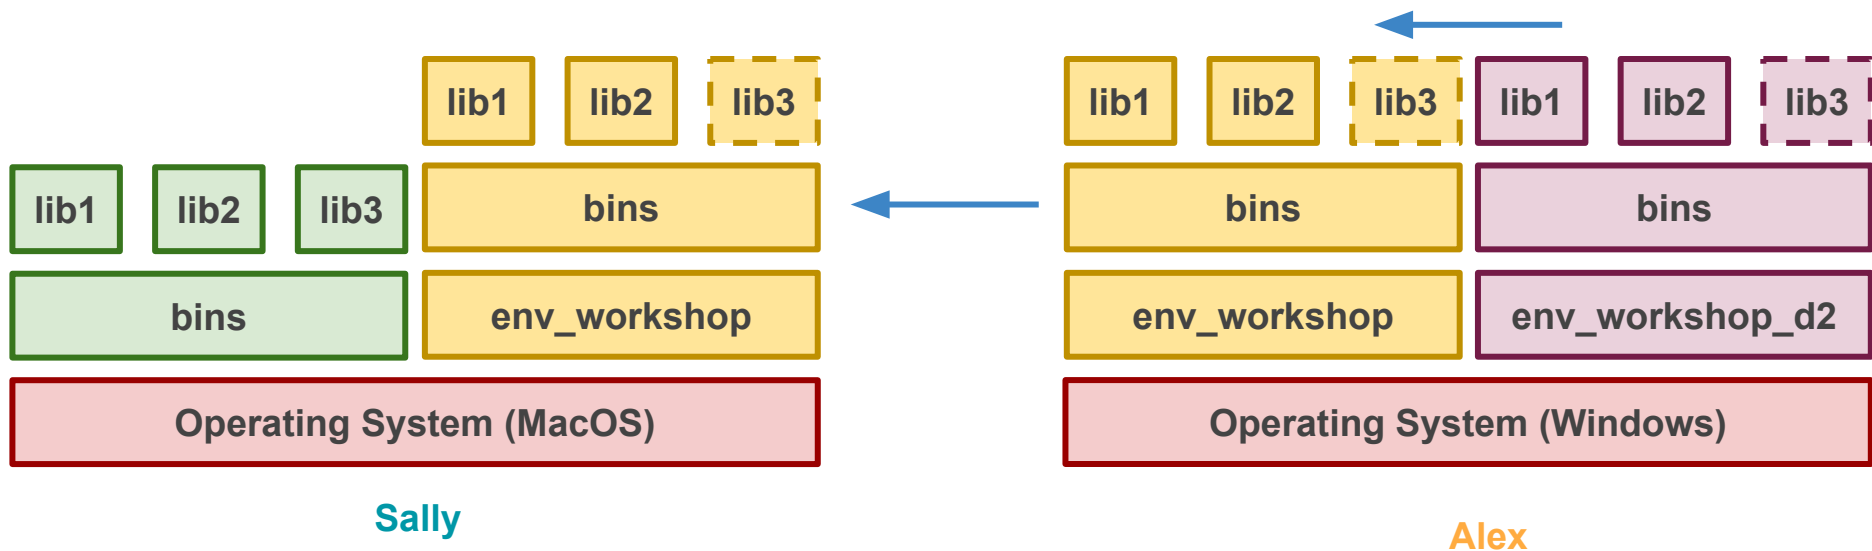 lib1 lib2 lib3
lib1 lib2 lib3 lib1 lib2 lib3
lib1 lib2 lib3
bins
bins
bins
bins
env_workshop
env_workshop
env_workshop_d2
Operating System (MacOS)
Operating System (Windows)
Sally
Alex